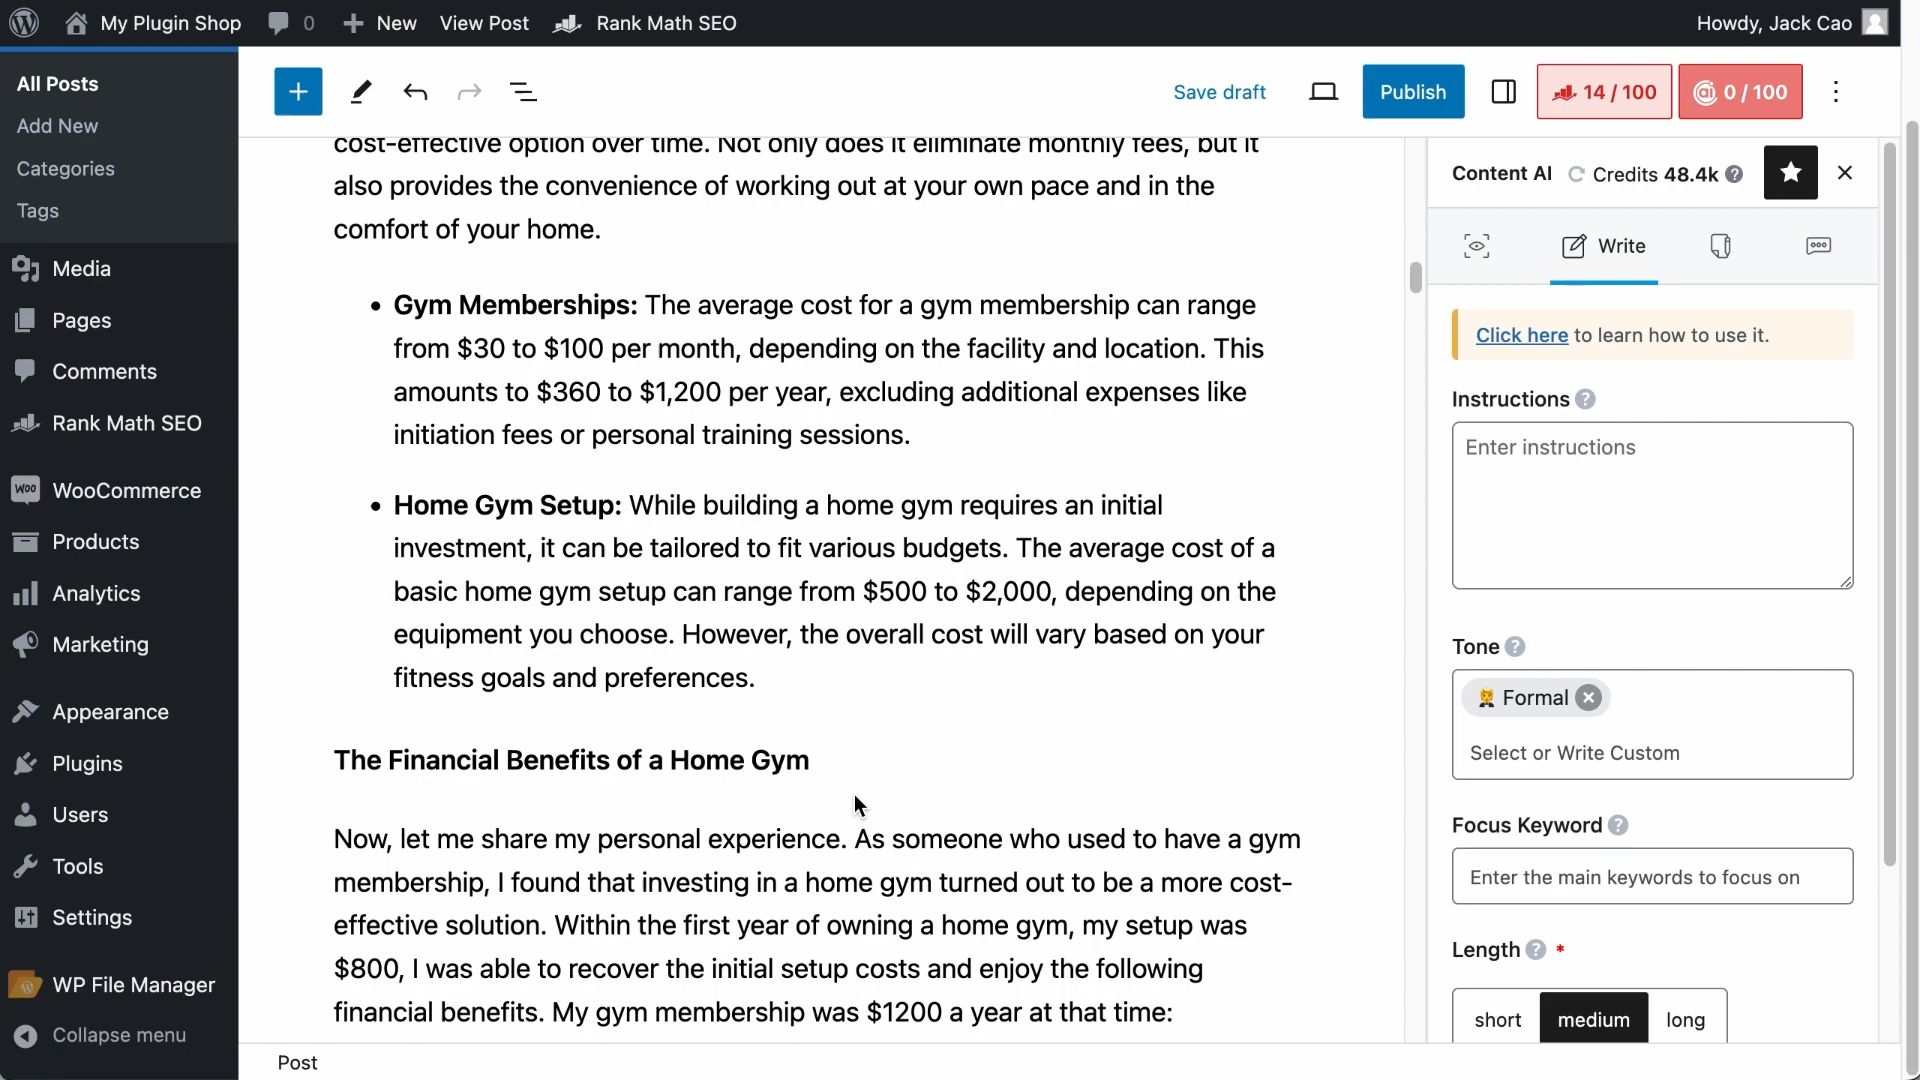 My Plugin Shop 0 New View Post Rank Math SEO Howdy, Jack Cao
All Posts
Add New
Categories
Tags
Media
Pages
Comments
Rank Math SEO
WooCommerce
Products
Analytics
Marketing
Appearance
Plugins
Users
Tools
Settings
WP File Manager
Collapse menu
Save draft Publish 14 / 100 0 / 100
cost-effective option over time. Not only does it eliminate monthly fees, but it
also provides the convenience of working out at your own pace and in the
comfort of your home.
• Gym Memberships: The average cost for a gym membership can range
from $30 to $100 per month, depending on the facility and location. This
amounts to $360 to $1,200 per year, excluding additional expenses like
initiation fees or personal training sessions.
• Home Gym Setup: While building a home gym requires an initial
investment, it can be tailored to fit various budgets. The average cost of a
basic home gym setup can range from $500 to $2,000, depending on the
equipment you choose. However, the overall cost will vary based on your
fitness goals and preferences.
The Financial Benefits of a Home Gym
Now, let me share my personal experience. As someone who used to have a gym
membership, I found that investing in a home gym turned out to be a more cost-
effective solution. Within the first year of owning a home gym, my setup was
$800, I was able to recover the initial setup costs and enjoy the following
financial benefits. My gym membership was $1200 a year at that time:
Post
Content AI Credits 48.4k ?
Write
Click here to learn how to use it.
Instructions ?
Enter instructions
Tone ?
Formal
Select or Write Custom
Focus Keyword ?
Enter the main keywords to focus on
Length ? *
short medium long